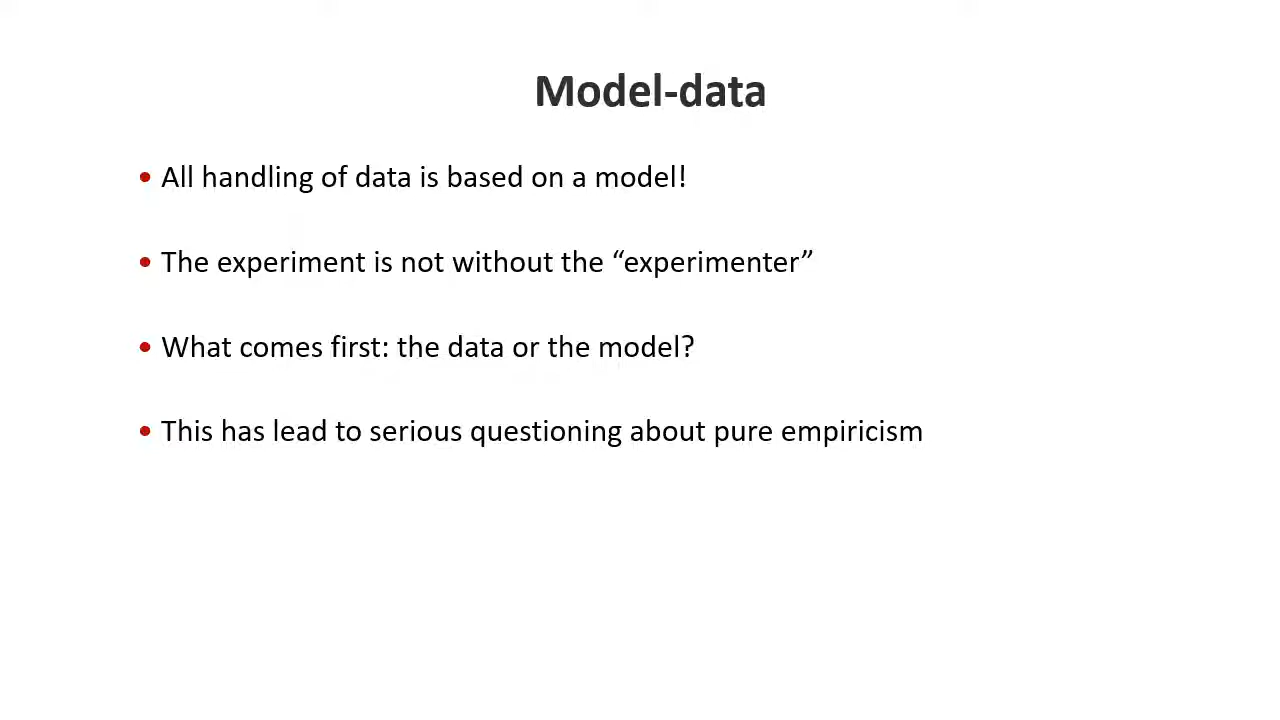 Model-data
• All handling of data is based on a model!
• The experiment is not without the “experimenter”
• What comes first: the data or the model?
• This has lead to serious questioning about pure empiricism